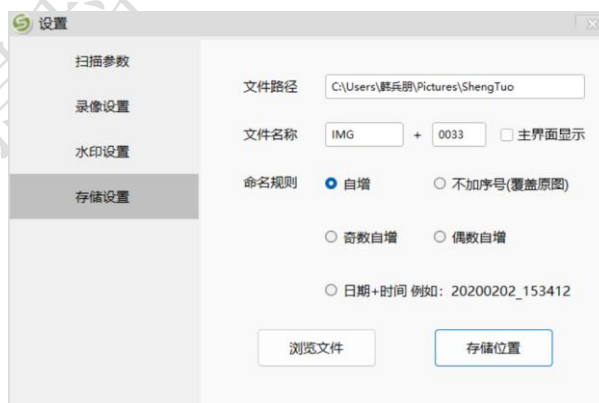 设置
扫描参数
录像设置
水印设置
存储设置
文件路径 C:\Users\韩兵朋\Pictures\ShengTuo
文件名称 IMG + 0033 主界面显示
命名规则 自增 不加序号(覆盖原图)
奇数自增 偶数自增
日期+时间 例如：20200202_153412
浏览文件 存储位置